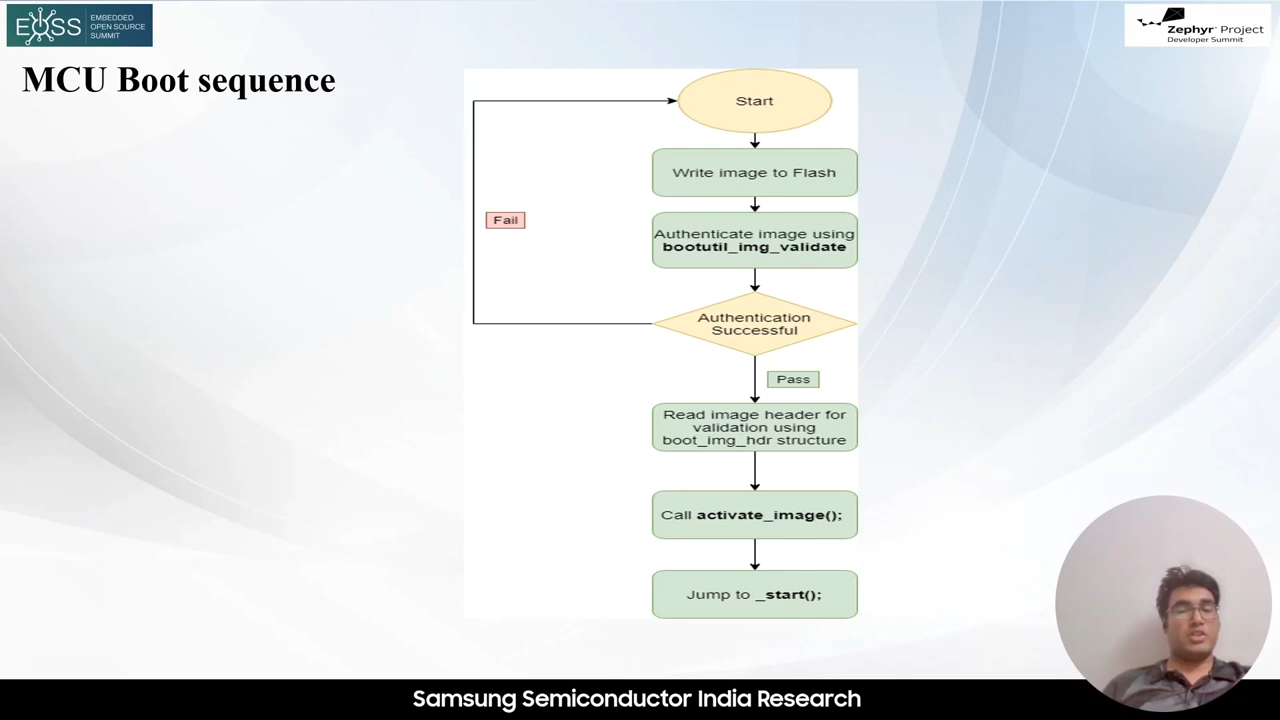 EOSS
EMBEDDED
OPEN SOURCE
SUMMIT
Zephyr® Project
Developer Summit
MCU Boot sequence
Start
Write image to Flash
Fail
Authenticate image using
bootutil_img_validate
Authentication
Successful
Pass
Read image header for
validation using
boot_img_hdr structure
Call activate_image();
Jump to _start();
Samsung Semiconductor India Research